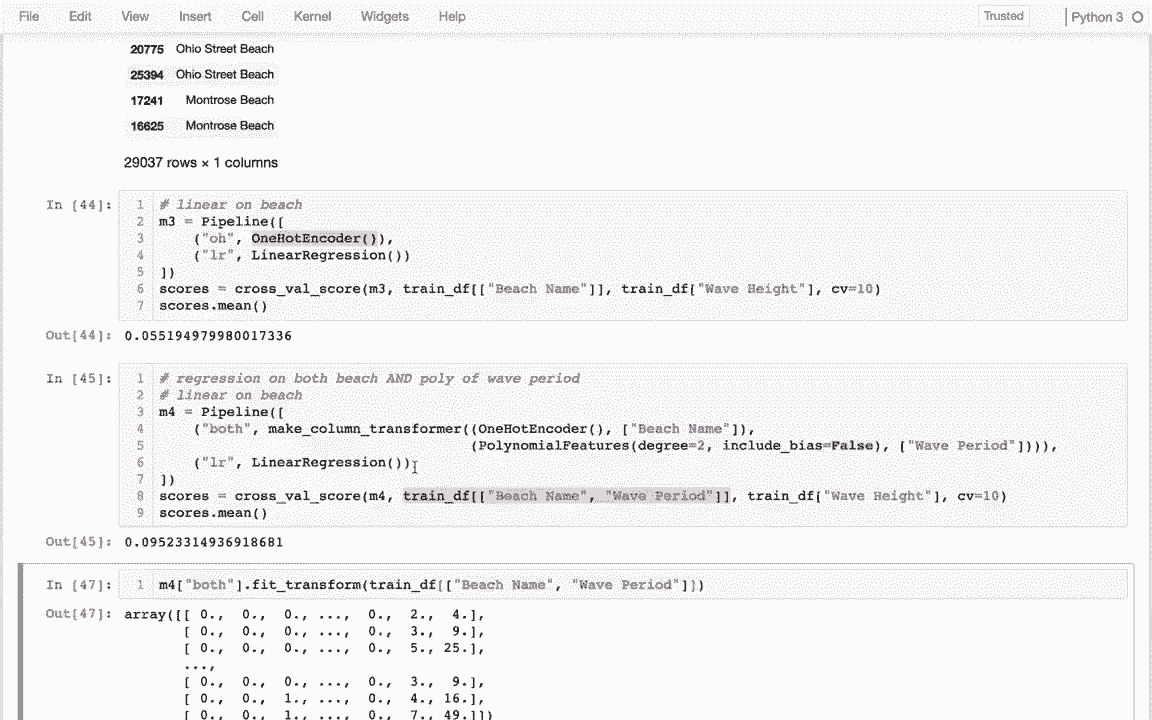 File Edit View Insert Cell Kernel Widgets Help Trusted Python 3
20775 Ohio Street Beach
25394 Ohio Street Beach
17241 Montrose Beach
16625 Montrose Beach
29037 rows × 1 columns
In [44]: 1 # linear on beach
2 m3 = Pipeline([
3 ("oh", OneHotEncoder()),
4 ("lr", LinearRegression())
5 ])
6 scores = cross_val_score(m3, train_df[["Beach Name"]], train_df["Wave Height"], cv=10)
7 scores.mean()
Out[44]: 0.055194979980017336
In [45]: 1 # regression on both beach AND poly of wave period
2 # linear on beach
3 m4 = Pipeline([
4 ("both", make_column_transformer((OneHotEncoder(), ["Beach Name"]),
5 (PolynomialFeatures(degree=2, include_bias=False), ["Wave Period"]))),
6 ("lr", LinearRegression())
7 ])
8 scores = cross_val_score(m4, train_df[["Beach Name", "Wave Period"]], train_df["Wave Height"], cv=10)
9 scores.mean()
Out[45]: 0.09523314936918681
In [47]: 1 m4["both"].fit_transform(train_df[["Beach Name", "Wave Period"]])
Out[47]: array([[ 0., 0., 0., ..., 0., 2., 4.],
[ 0., 0., 0., ..., 0., 3., 9.],
[ 0., 0., 0., ..., 0., 5., 25.],
...,
[ 0., 0., 0., ..., 0., 3., 9.],
[ 0., 0., 1., ..., 0., 4., 16.],
[ 0., 0., 1., ..., 0., 7., 49.]])